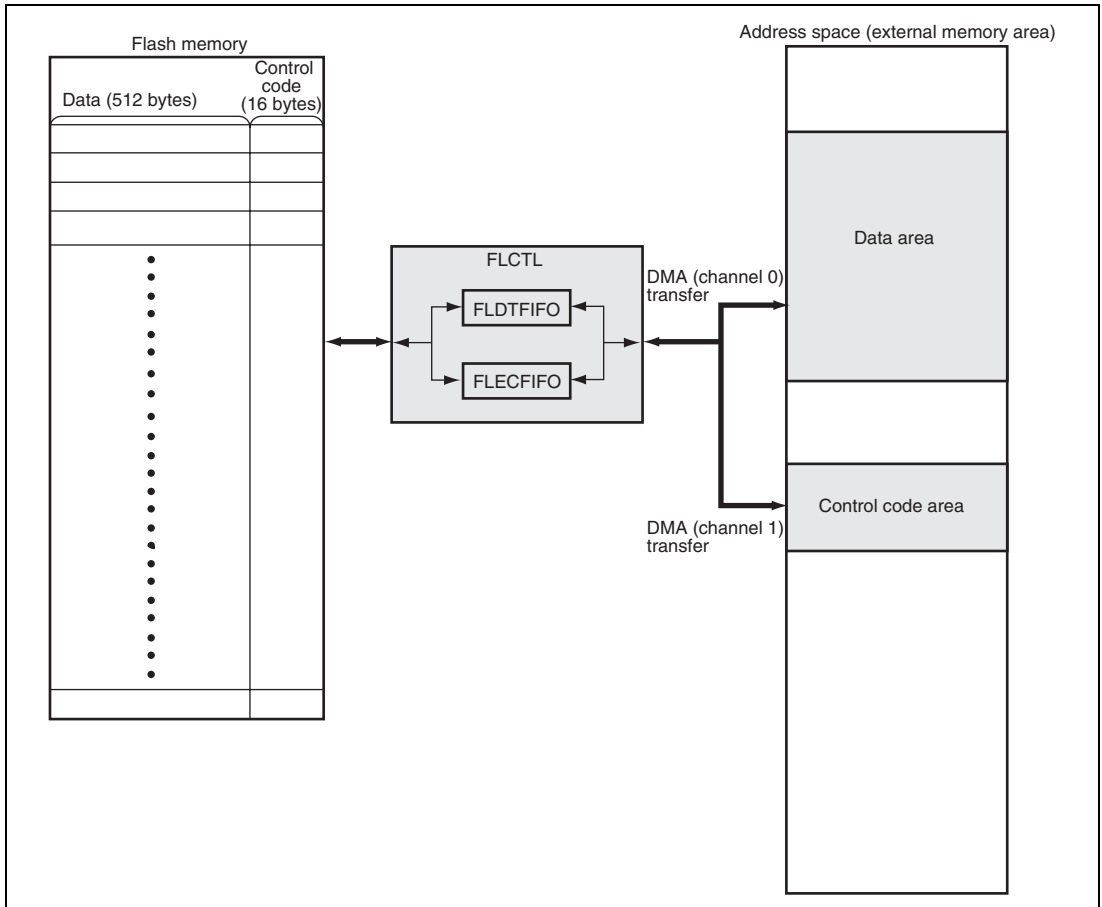 Flash memory
Data (512 bytes)
Control
code
(16 bytes)
FLCTL
FLDTFIFO
FLECFIFO
DMA (channel 0)
transfer
DMA (channel 1)
transfer
Address space (external memory area)
Data area
Control code area